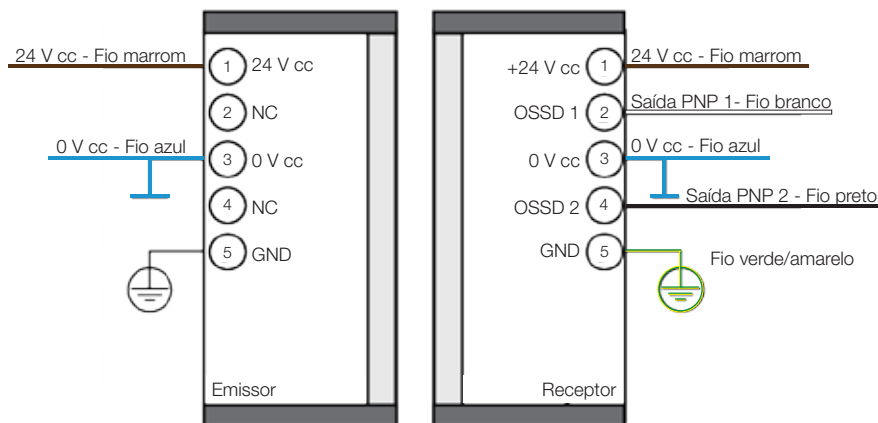 24 V cc - Fio marrom
1 24 V cc
2 NC
0 V cc - Fio azul
3 0 V cc
4 NC
5 GND
Emissor
+24 V cc 1
24 V cc - Fio marrom
OSSD 1 2
Saída PNP 1- Fio branco
0 V cc 3
0 V cc - Fio azul
OSSD 2 4
Saída PNP 2 - Fio preto
GND 5
Fio verde/amarelo
Receptor